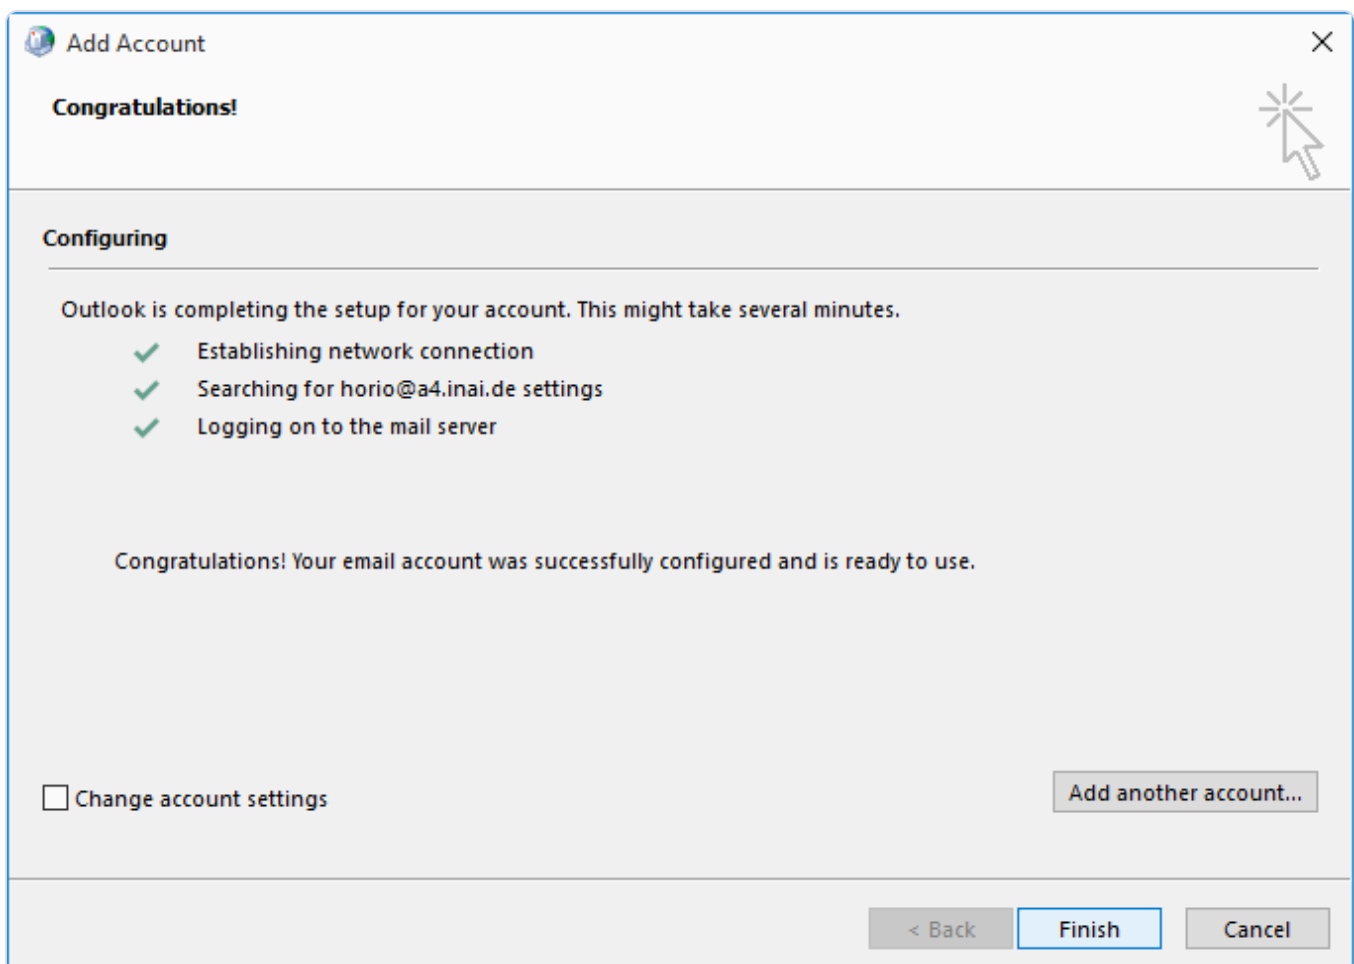 Add Account
Congratulations!
Configuring
Outlook is completing the setup for your account. This might take several minutes.
Establishing network connection
Searching for horio@a4.inai.de settings
Logging on to the mail server
Congratulations! Your email account was successfully configured and is ready to use.
Change account settings
Add another account...
< Back
Finish
Cancel